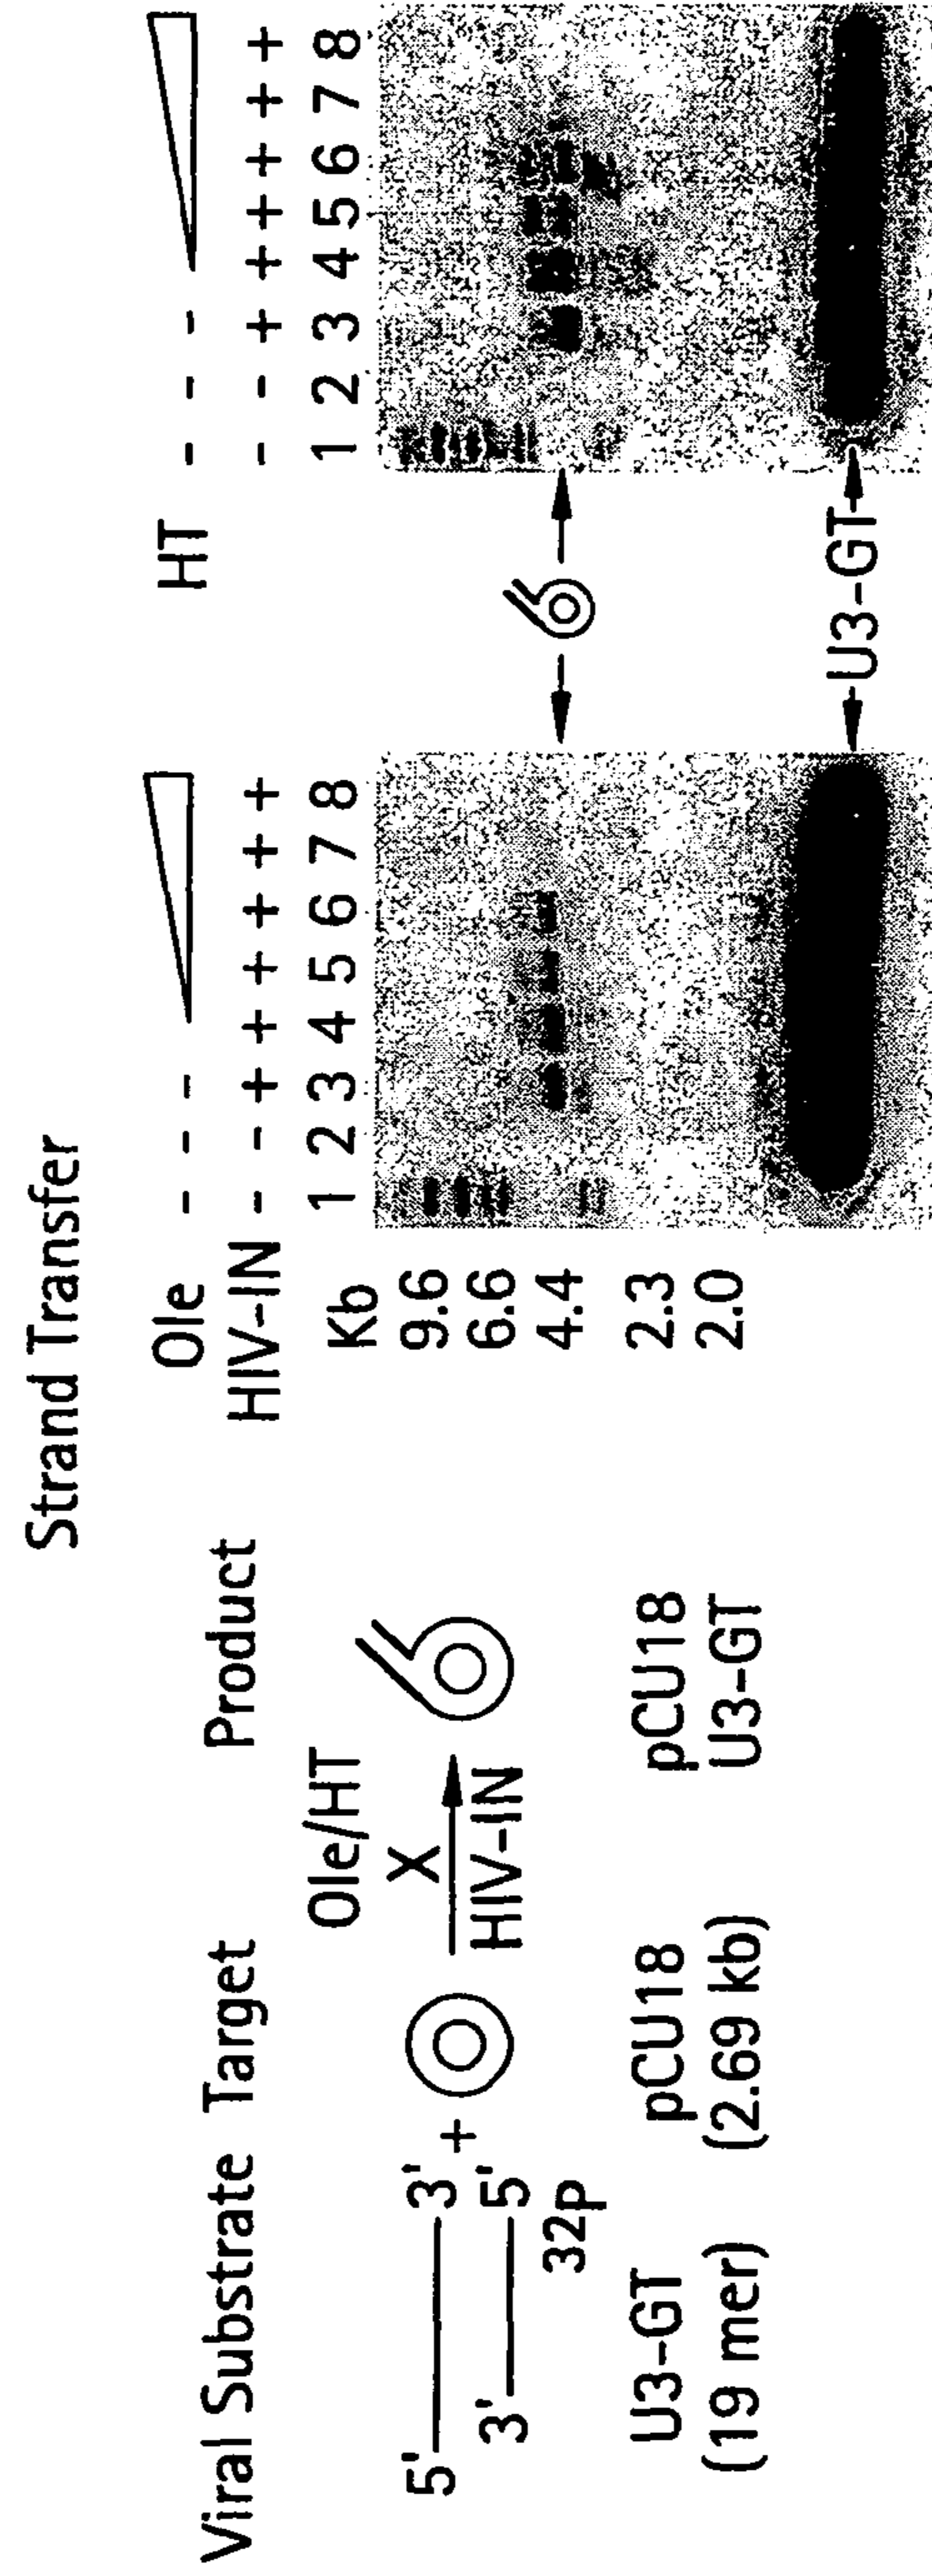 Strand Transfer
Viral Substrate Target Product
Ole/HT
X
HIV-IN
5' 3'
+
3' 5'
32P
U3-GT
(19 mer)
pCU18
(2.69 kb)
pCU18
U3-GT
Ole - - -
HIV-IN - - + + + + + +
Kb 1 2 3 4 5 6 7 8
9.6
6.6
4.4
2.3
2.0
HT - - -
- - + + + + + +
1 2 3 4 5 6 7 8
U3-GT